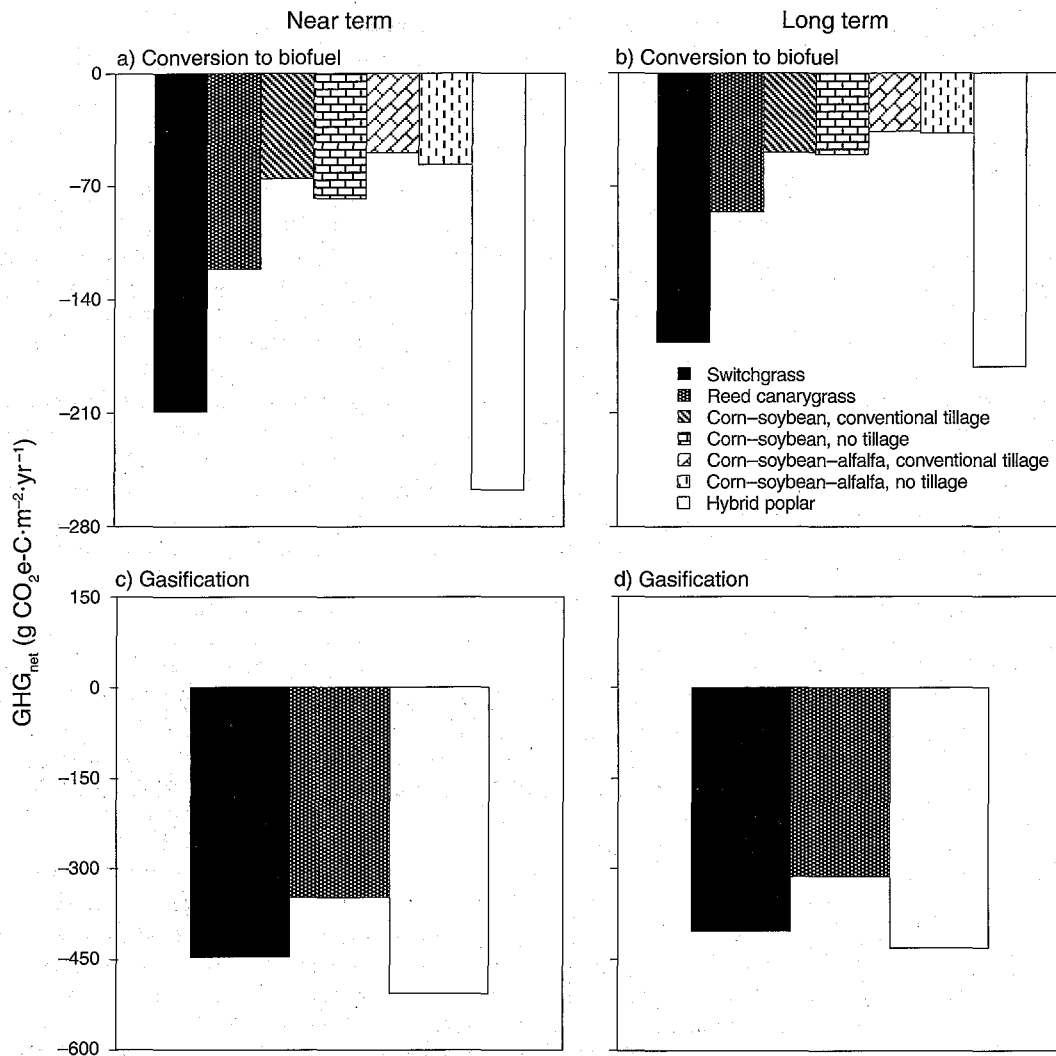 Near term
Long term
a) Conversion to biofuel
b) Conversion to biofuel
0
–70
–140
–210
–280
Switchgrass
Reed canarygrass
Corn–soybean, conventional tillage
Corn–soybean, no tillage
Corn–soybean–alfalfa, conventional tillage
Corn–soybean–alfalfa, no tillage
Hybrid poplar
GHGnet (g CO2e-C·m–2·yr–1)
c) Gasification
d) Gasification
150
0
–150
–300
–450
–600